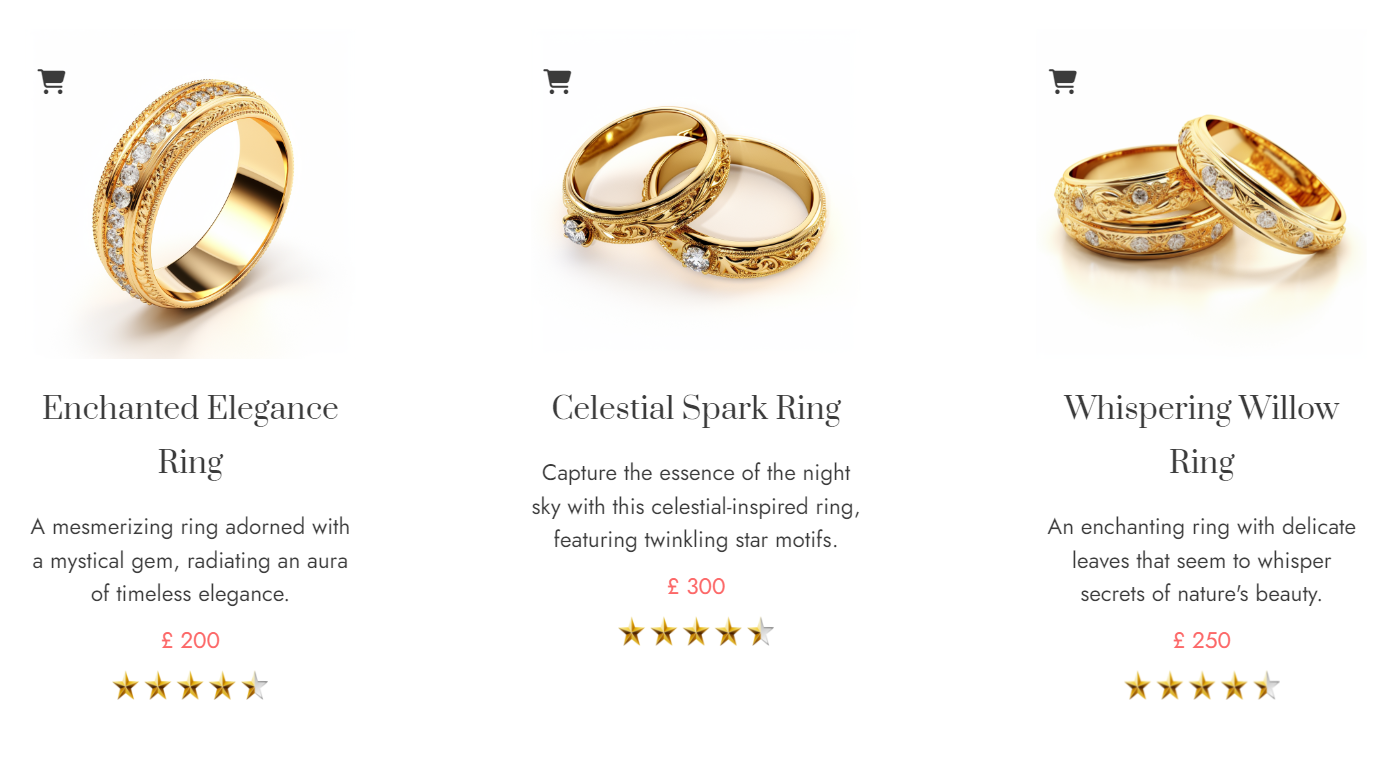 Enchanted Elegance
Ring
A mesmerizing ring adorned with
a mystical gem, radiating an aura
of timeless elegance.
£ 200
Celestial Spark Ring
Capture the essence of the night
sky with this celestial-inspired ring,
featuring twinkling star motifs.
£ 300
Whispering Willow
Ring
An enchanting ring with delicate
leaves that seem to whisper
secrets of nature's beauty.
£ 250